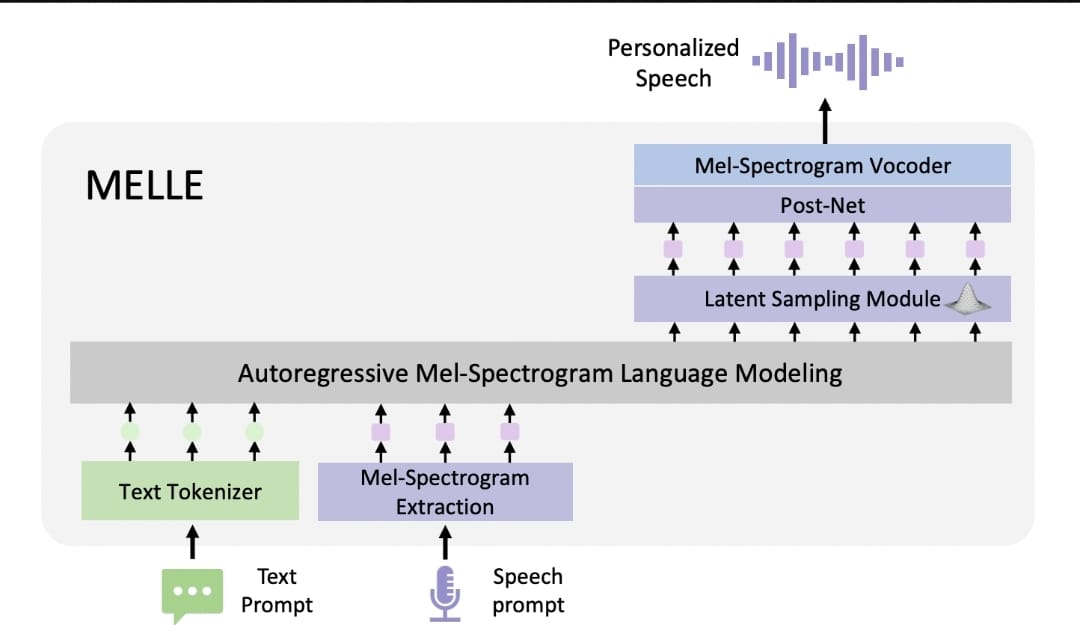 Personalized
Speech
MELLE
Mel-Spectrogram Vocoder
Post-Net
Latent Sampling Module
Autoregressive Mel-Spectrogram Language Modeling
Text Tokenizer
Mel-Spectrogram
Extraction
Text
Prompt
Speech
prompt